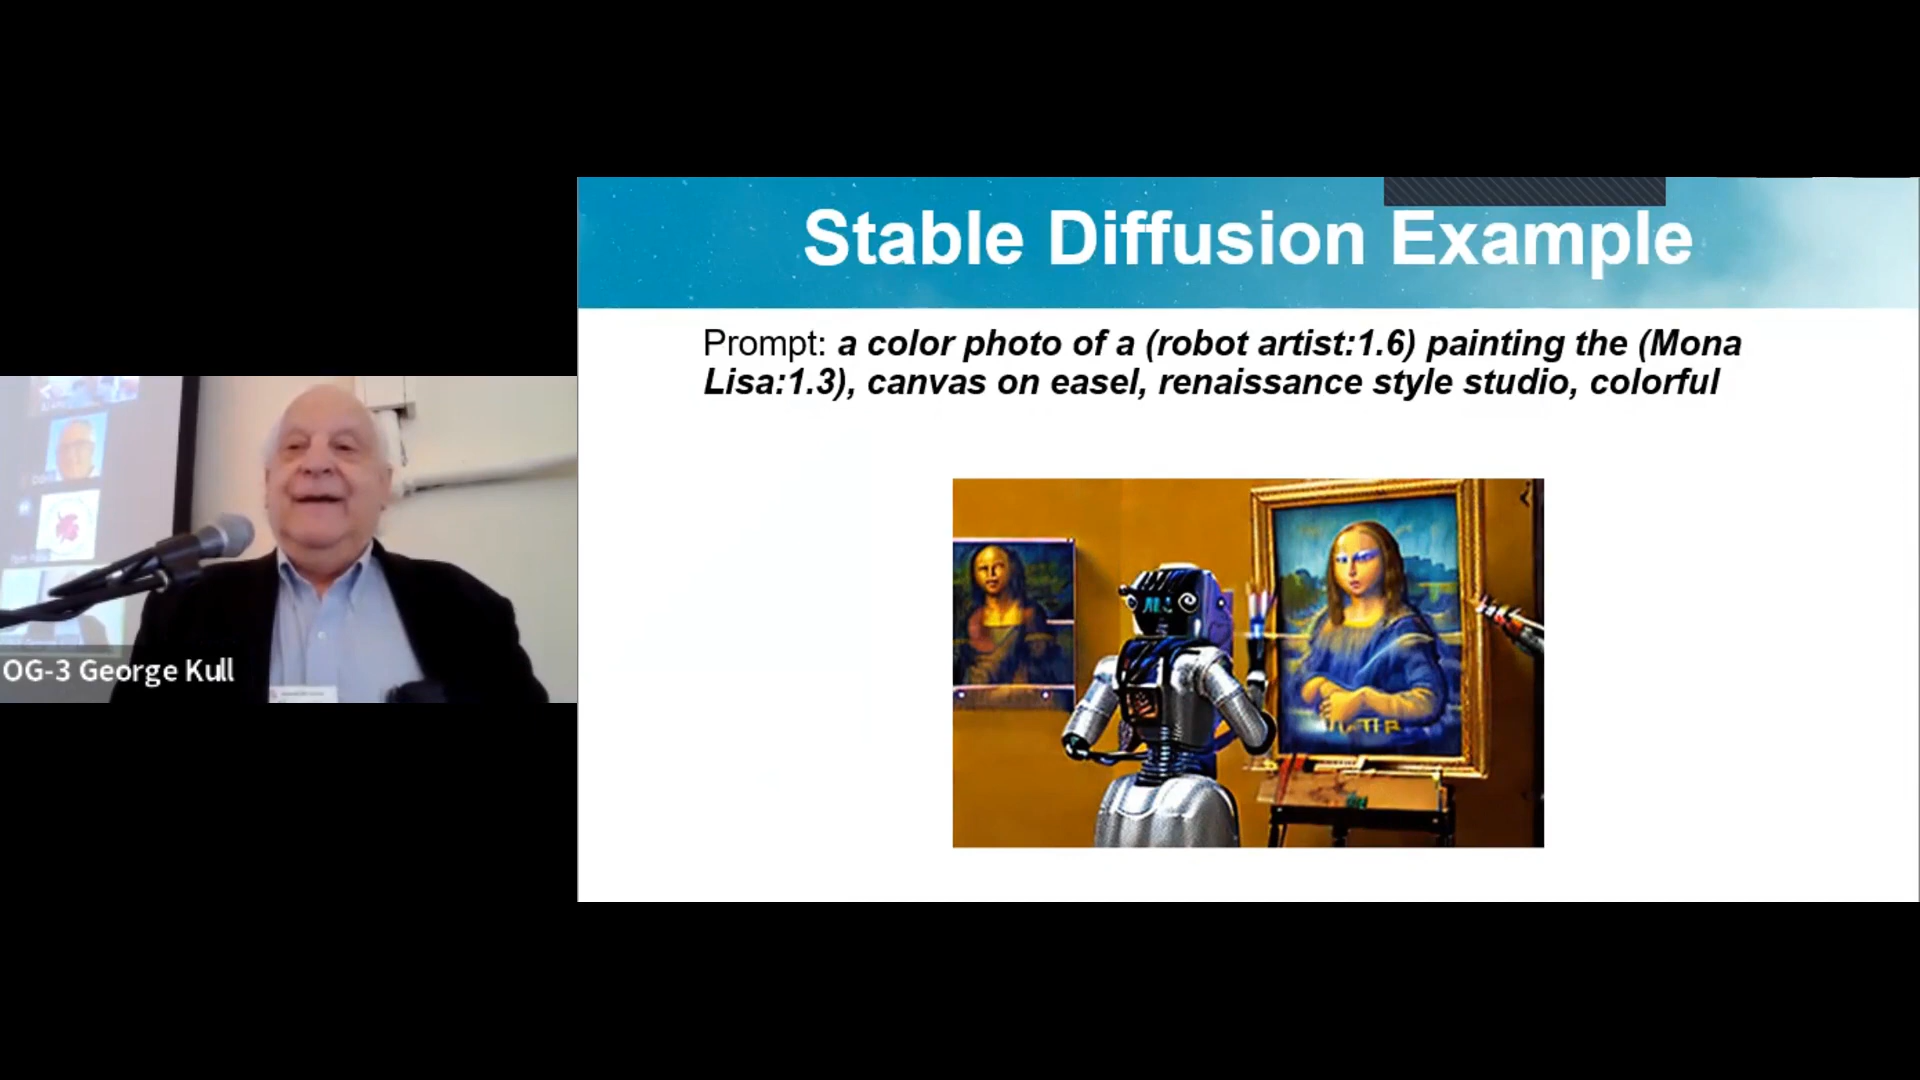 Stable Diffusion Example
Prompt: a color photo of a (robot artist:1.6) painting the (Mona
Lisa:1.3), canvas on easel, renaissance style studio, colorful
OG-3 George Kull